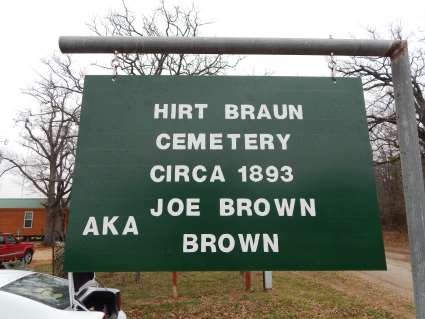 HIRT BRAUN
CEMETERY
CIRCA 1893
AKA JOE BROWN
BROWN